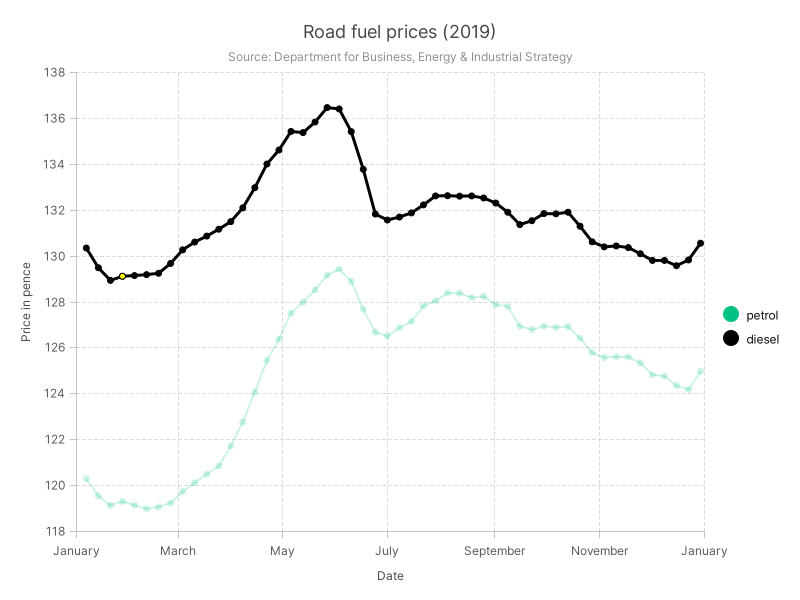 Road fuel prices (2019)
Source: Department for Business, Energy & Industrial Strategy
138
136
134
132
130
128
126
124
122
120
118
Price in pence
January
March
May
July
September
November
January
Date
petrol
diesel